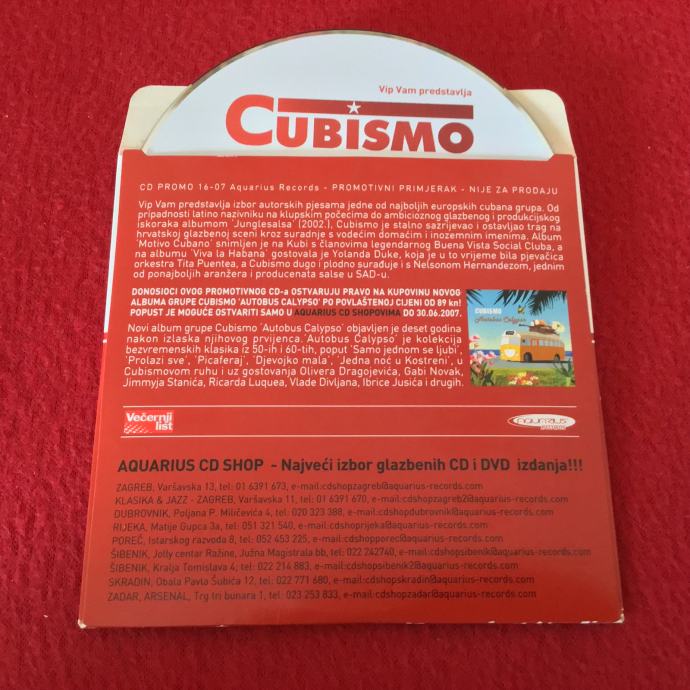 Vip Vam predstavlja
CUBISMO
CD PROMO 16-07 Aquarius Records - PROMOTIVNI PRIMJERAK - NIJE ZA PRODAJU
Vip Vam predstavlja izbor autorskih pjesama jedne od najboljih europskih cubana grupa. Od
pripadnosti latino nazivniku na klupskim počecima do ambicioznog glazbenog i produkcijskog
iskoraka albumom 'Junglesalsa' (2002.), Cubismo je stalno sazrijevao i ostavljao trag na
hrvatskoj glazbenoj sceni kroz suradnje s vodećim domaćim i inozemnim imenima. Album
'Motivo Cubano' snimljen je na Kubi s članovima legendarnog Buena Vista Social Cluba, a
na albumu 'Viva la Habana' gostovala je Yolanda Duke, koja je u to vrijeme bila pjevačica
orkestra Tita Puentea, a Cubismo dugo i plodno surađuje i s Nelsonom Hernandezom, jednim
od ponajboljih aranžera i producenata salse u SAD-u.
DONOSIOCI OVOG PROMOTIVNOG CD-a OSTVARUJU PRAVO NA KUPOVINU NOVOG
ALBUMA GRUPE CUBISMO 'AUTOBUS CALYPSO' PO POVLAŠTENOJ CIJENI OD 89 kn!
POPUST JE MOGUĆE OSTVARITI SAMO U AQUARIUS CD SHOPOVIMA DO 30.06.2007.
CUBISMO
Autobus Calypso
Novi album grupe Cubismo 'Autobus Calypso' objavljen je deset godina
nakon izlaska njihovog prvijenca.'Autobus Calypso' je kolekcija
bezvremenskih klasika iz 50-ih i 60-tih, poput 'Samo jednom se ljubi',
'Prolazi sve', 'Picaferaj', 'Djevojko mala', 'Jedna noć u Kostreni', u
Cubismovom ruhu i uz gostovanja Olivera Dragojevića, Gabi Novak,
Jimmyja Stanića, Ricarda Luquea, Vlade Divljana, Ibrice Jusića i drugih.
Večernji
list
AQUARIUS
RECORDS
AQUARIUS CD SHOP - Najveći izbor glazbenih CD i DVD izdanja!!!
ZAGREB, Varšavska 13, tel: 01 6391 673, e-mail:cdshopzagreb@aquarius-records.com
KLASIKA & JAZZ - ZAGREB, Varšavska 11, tel: 01 6391 670, e-mail:cdshopzagreb2@aquarius-records.com
DUBROVNIK, Poljana P. Miličevića 4, tel: 020 323 388, e-mail:cdshopdubrovnik@aquarius-records.com
RIJEKA, Matije Gupca 3a, tel: 051 321 540, e-mail:cdshoprijeka@aquarius-records.com
POREČ, Istarskog razvoda 8, tel: 052 453 225, e-mail:cdshopporec@aquarius-records.com
ŠIBENIK, Jolly centar Ražine, Južna Magistrala bb, tel: 022 242740, e-mail:cdshopsibenik@aquarius-records.com
ŠIBENIK, Kralja Tomislava 4; tel: 022 214 883, e-mail:cdshopsibenik2@aquarius-records.com
SKRADIN, Obala Pavla Šubića 12, tel: 022 771 680, e-mail:cdshopskradin@aquarius-records.com
ZADAR, ARSENAL, Trg tri bunara 1, tel: 023 253 833, e-mail:cdshopzadar@aquarius-records.com